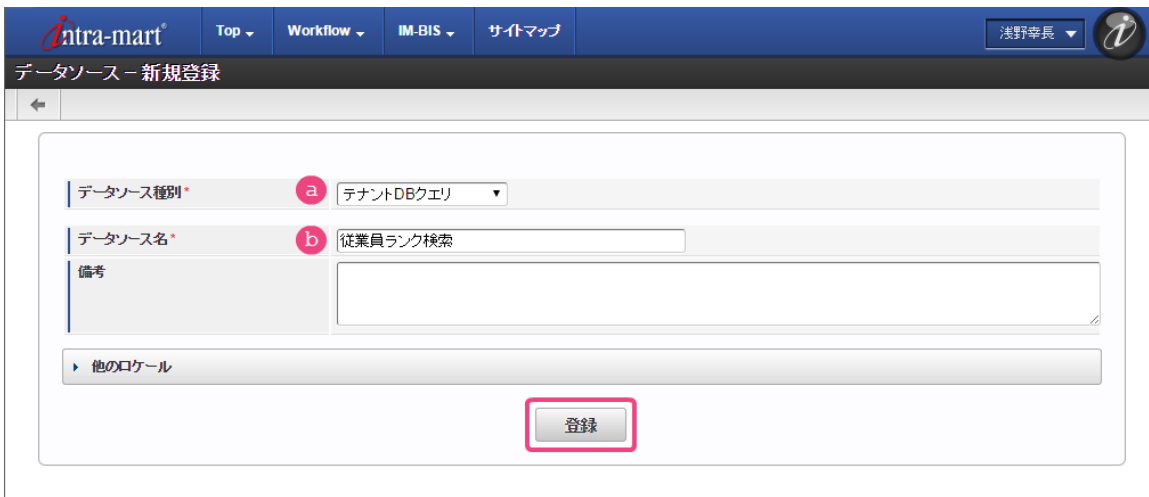 intra-mart® Top Workflow IM-BIS サイトマップ 浅野幸長
データソース - 新規登録
データソース種別* a テナントDBクエリ
データソース名* b 従業員ランク検索
備考
他のロケール
登録